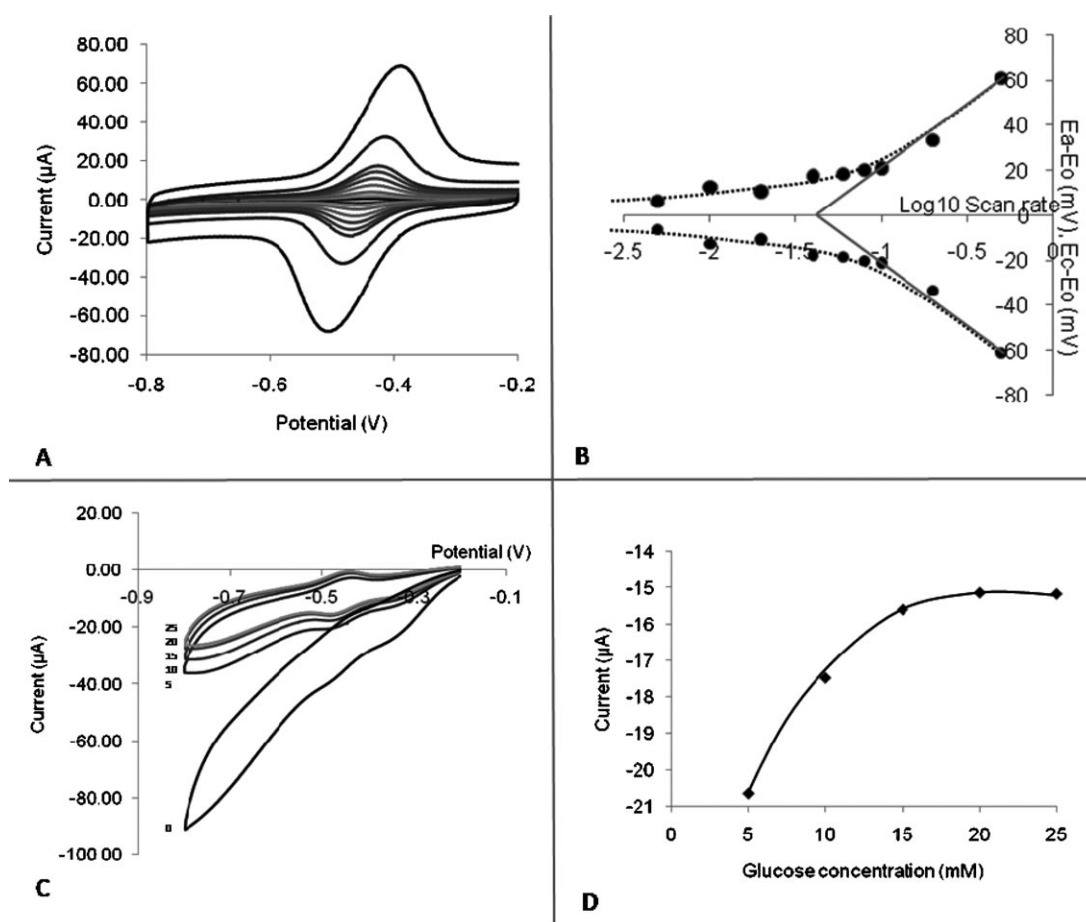 80.00
60.00
40.00
20.00
0.00
-20.00
-40.00
-60.00
-80.00
Current (µA)
-0.8 -0.6 -0.4 -0.2
Potential (V)
A
80
60
40
20
0
-20
-40
-60
-80
Ea-Eo (mV), Ec-Eo (mV)
Log10 Scan rate
-2.5 -2 -1.5 -1 -0.5 0
B
20.00
0.00
-20.00
-40.00
-60.00
-80.00
-100 00
Current (µA)
Potential (V)
-0.9 -0.7 -0.5 -0.3 -0.1
25
20
15
10
5
0
C
-14
-15
-16
-17
-18
-19
-20
-21
Current (µA)
0 5 10 15 20 25
Glucose concentration (mM)
D